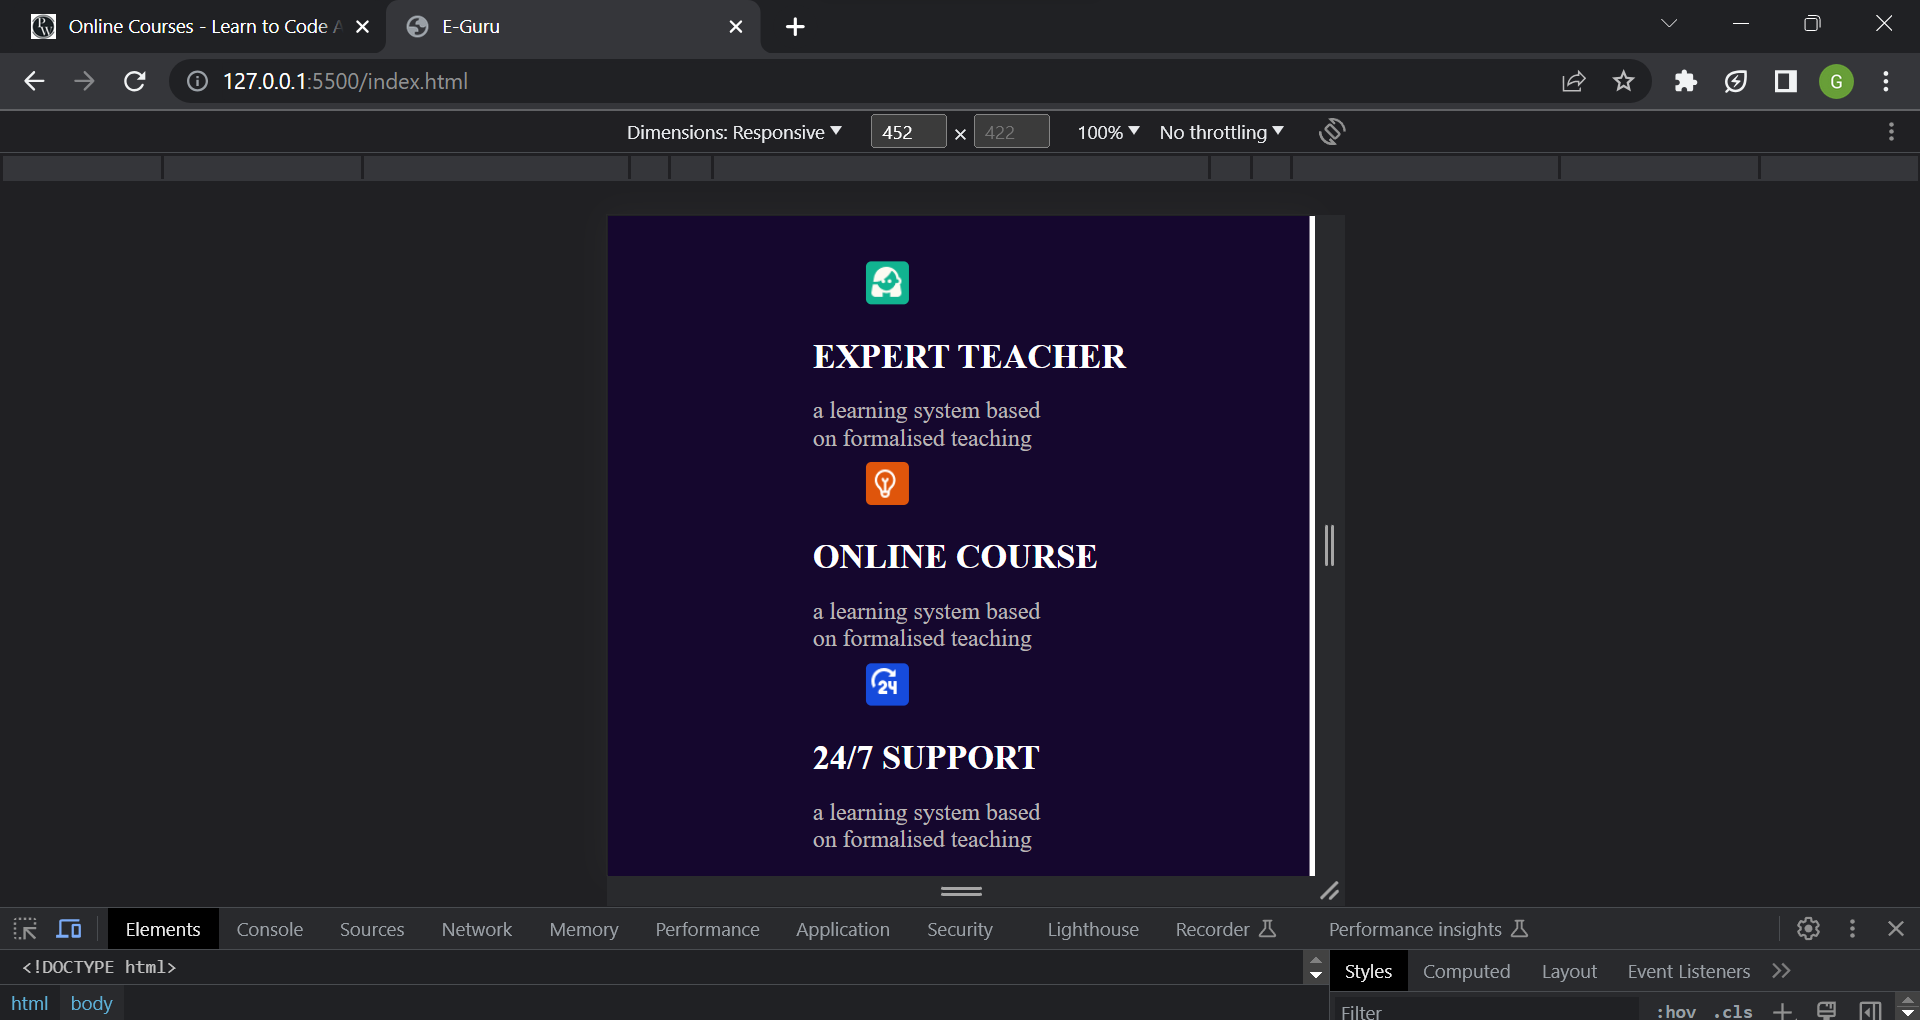 Online Courses - Learn to Code A
E-Guru
127.0.0.1:5500/index.html
G
Dimensions: Responsive
452 × 422
100%
No throttling
EXPERT TEACHER
a learning system based
on formalised teaching
ONLINE COURSE
a learning system based
on formalised teaching
24
24/7 SUPPORT
a learning system based
on formalised teaching
Elements Console Sources Network Memory Performance Application Security Lighthouse Recorder Performance insights
<!DOCTYPE html>
html body
Styles Computed Layout Event Listeners
Filter :hov .cls